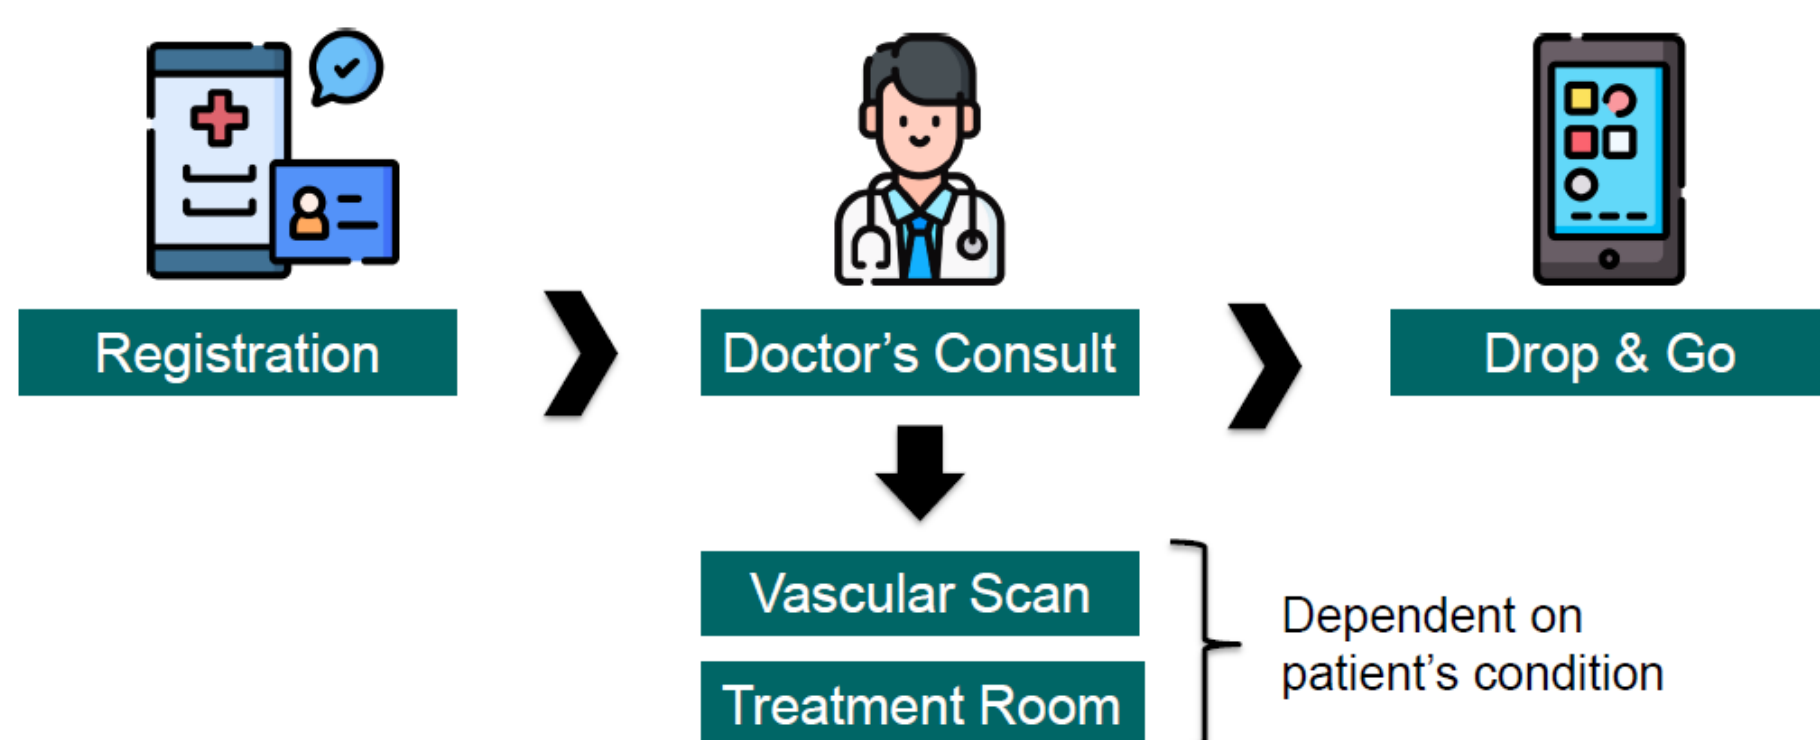 Registration
Doctor’s Consult
Drop & Go
Vascular Scan
Treatment Room
Dependent on
patient’s condition